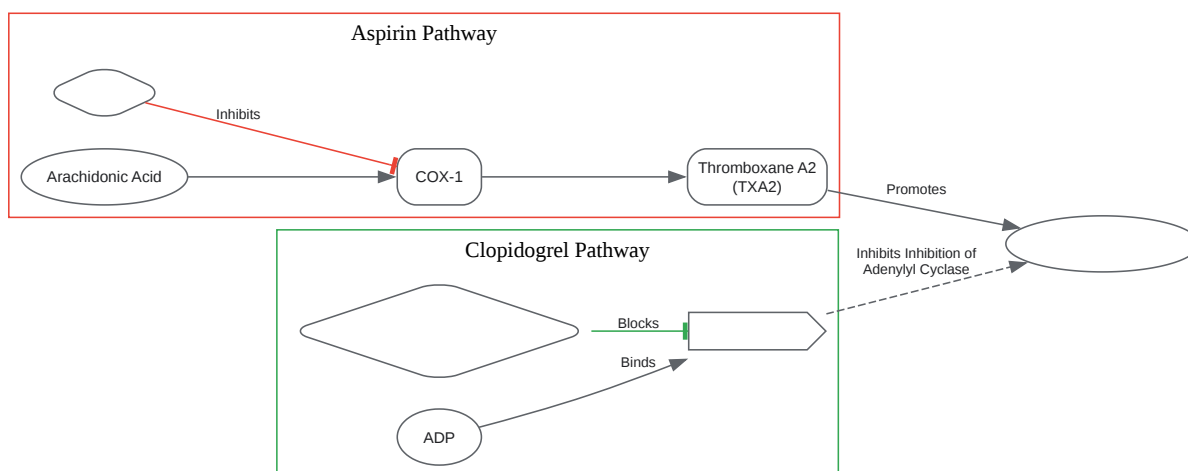 Aspirin Pathway
Inhibits
Arachidonic Acid
COX-1
Thromboxane A2
(TXA2)
Promotes
Clopidogrel Pathway
Inhibits Inhibition of
Adenylyl Cyclase
Blocks
Binds
ADP